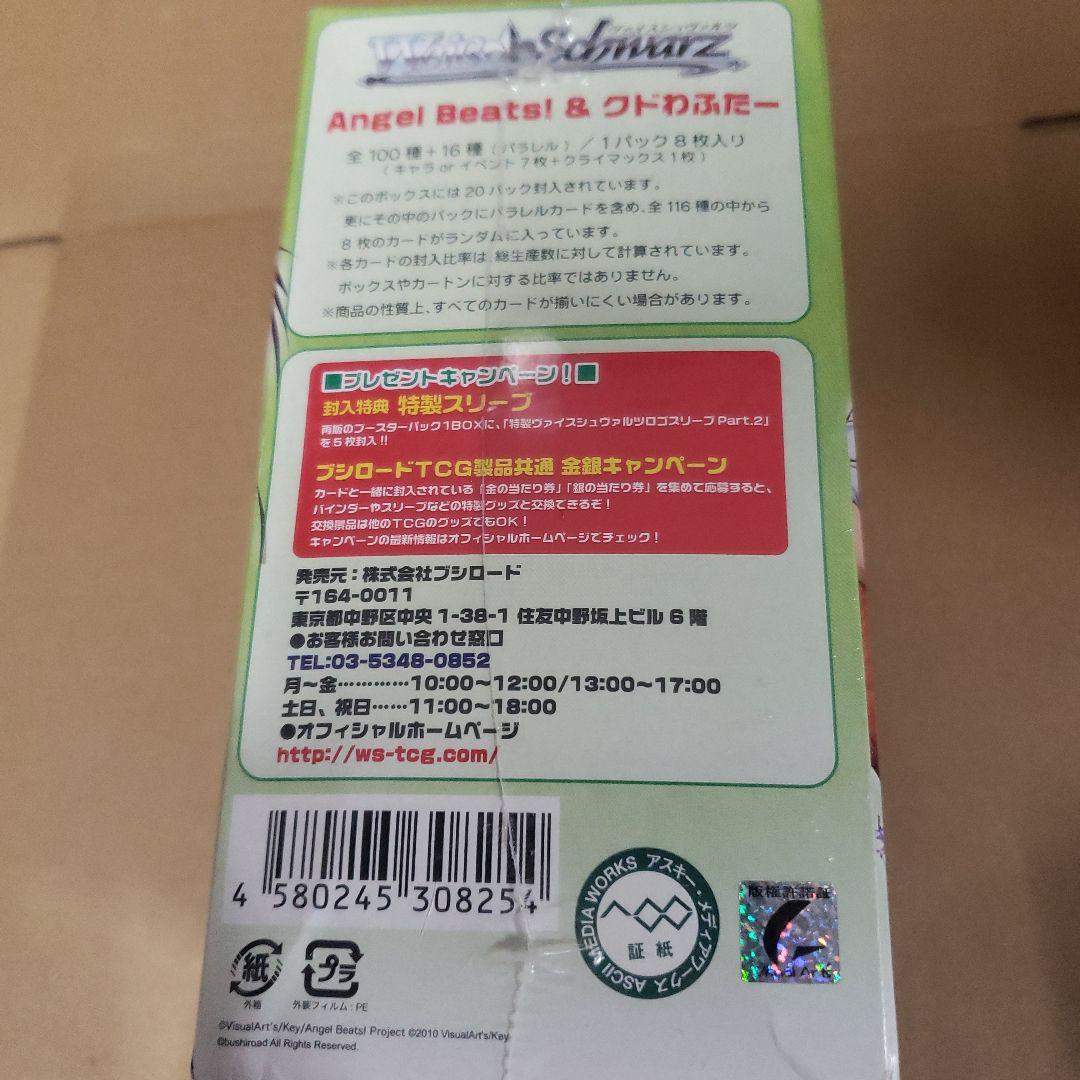 ヴァイスシュヴァルツ
Weiss Schwarz
Angel Beats! & クドわふたー
全100種+16種(パラレル)/1パック8枚入り
(キャラorイベント7枚+クライマックス1枚)
※このボックスには20パック封入されています。
更にその中のパックにパラレルカードを含め、全116種の中から
8枚のカードがランダムに入っています。
※各カードの封入比率は、総生産数に対して計算されています。
ボックスやカートンに対する比率ではありません。
※商品の性質上、すべてのカードが揃いにくい場合があります。
■プレゼントキャンペーン!■
封入特典 特製スリーブ
再販のブースターパック1BOXに、「特製ヴァイスシュヴァルツロゴスリーブPart.2」
を5枚封入!!
ブシロードTCG製品共通 金銀キャンペーン
カードと一緒に封入されている「金の当たり券」「銀の当たり券」を集めて応募すると、
バインダーやスリーブなどの特製グッズと交換できるぞ!
交換景品は他のTCGのグッズでもOK!
キャンペーンの最新情報はオフィシャルホームページでチェック!
発売元:株式会社ブシロード
〒164-0011
東京都中野区中央1-38-1 住友中野坂上ビル6階
●お客様お問い合わせ窓口
TEL:03-5348-0852
月~金…………10:00~12:00/13:00~17:00
土日、祝日……11:00~18:00
●オフィシャルホームページ
http://ws-tcg.com/
4 580245 308254
ASCII MEDIA WORKS アスキー・メディアワークス
証紙
版権許諾証
Visual Art's
紙
外箱
プラ
外装フィルム:PE
©VisualArt's/Key/Angel Beats! Project ©2010 VisualArt's/Key
©bushiroad All Rights Reserved.